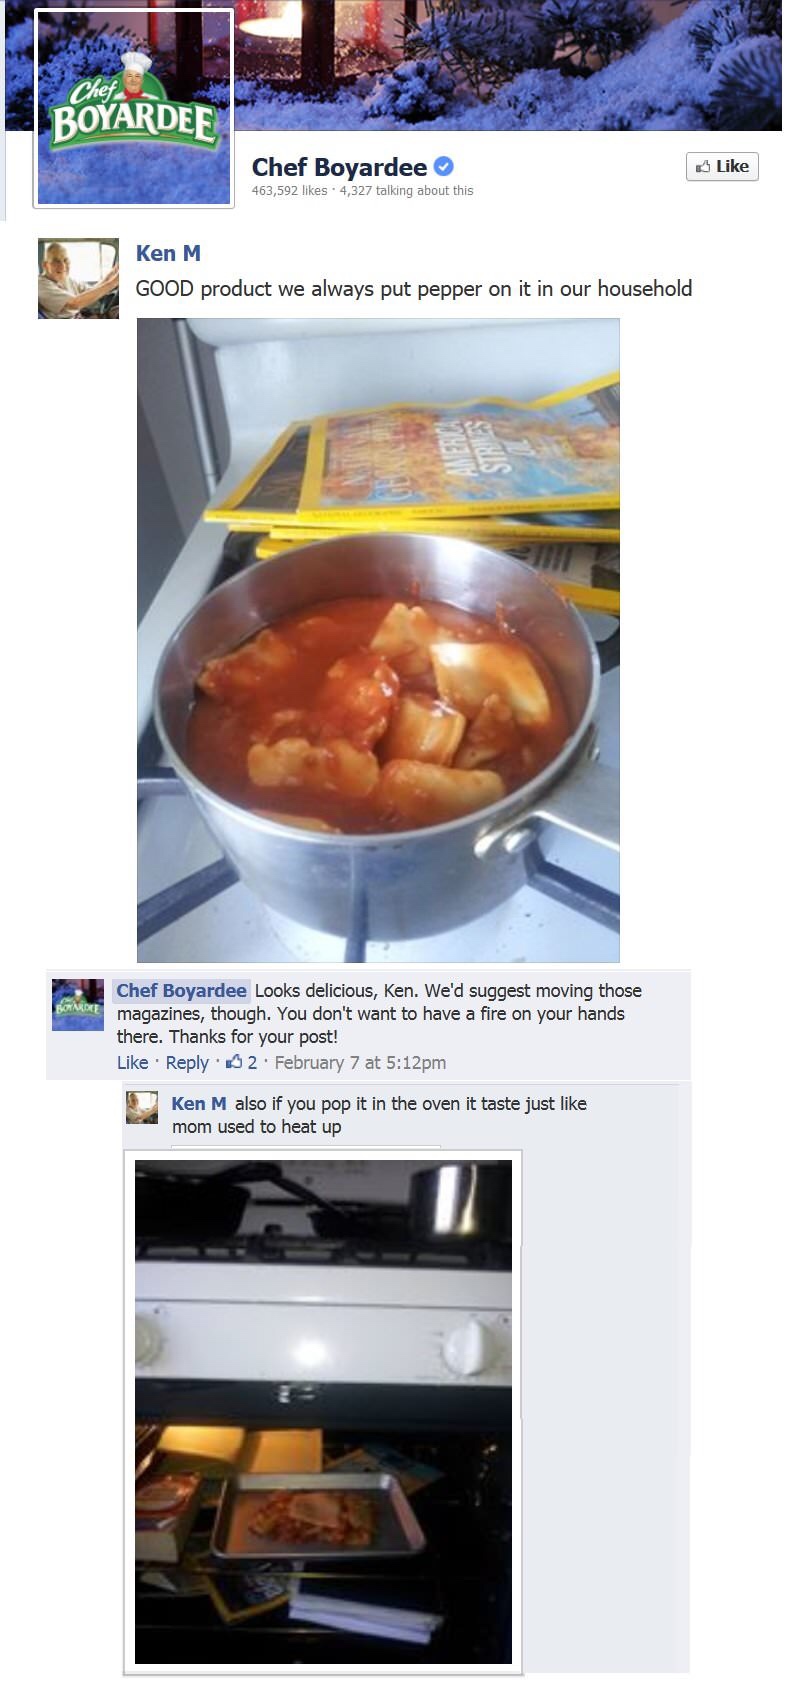 Chef
BOYARDEE
Chef Boyardee
463,592 likes · 4,327 talking about this
Like
Ken M
GOOD product we always put pepper on it in our household
AMERICA
STRIKES
OIL
Chef Boyardee Looks delicious, Ken. We'd suggest moving those
magazines, though. You don't want to have a fire on your hands
there. Thanks for your post!
Like · Reply · 2 · February 7 at 5:12pm
Ken M also if you pop it in the oven it taste just like
mom used to heat up